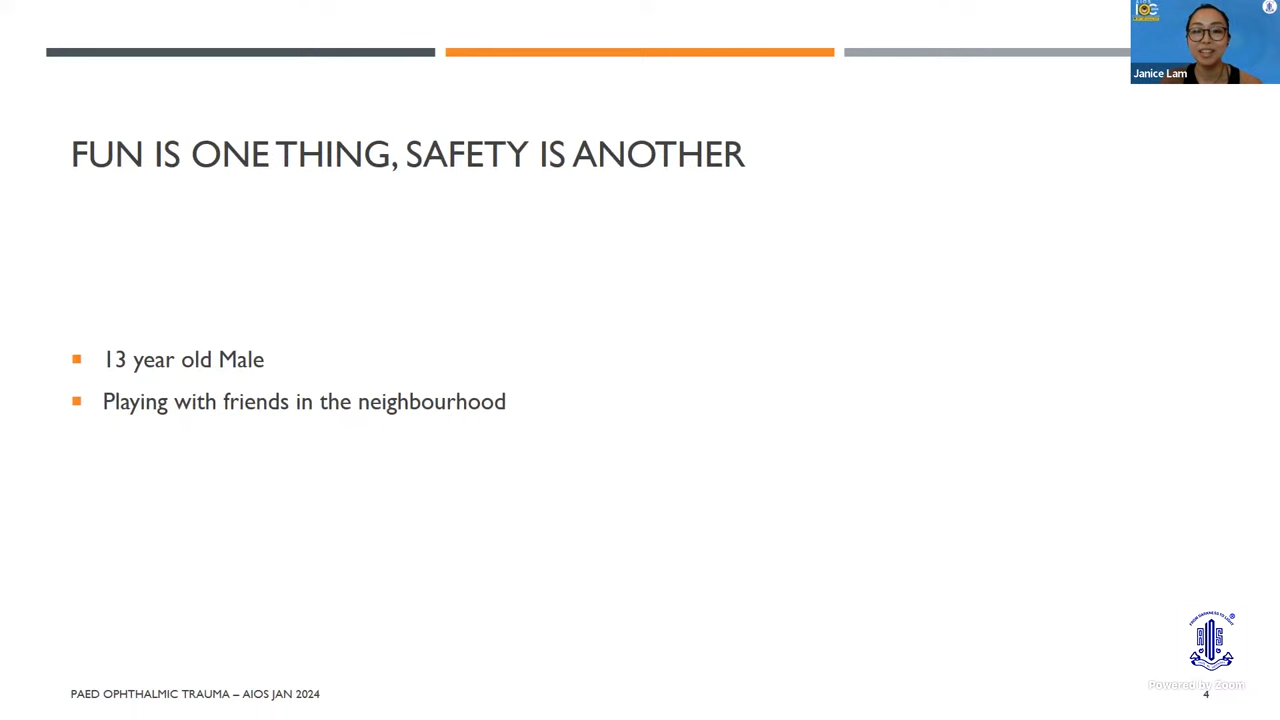 AIOS
Janice Lam
FUN IS ONE THING, SAFETY IS ANOTHER
13 year old Male
Playing with friends in the neighbourhood
Powered by Zoom
PAED OPHTHALMIC TRAUMA – AIOS JAN 2024
4